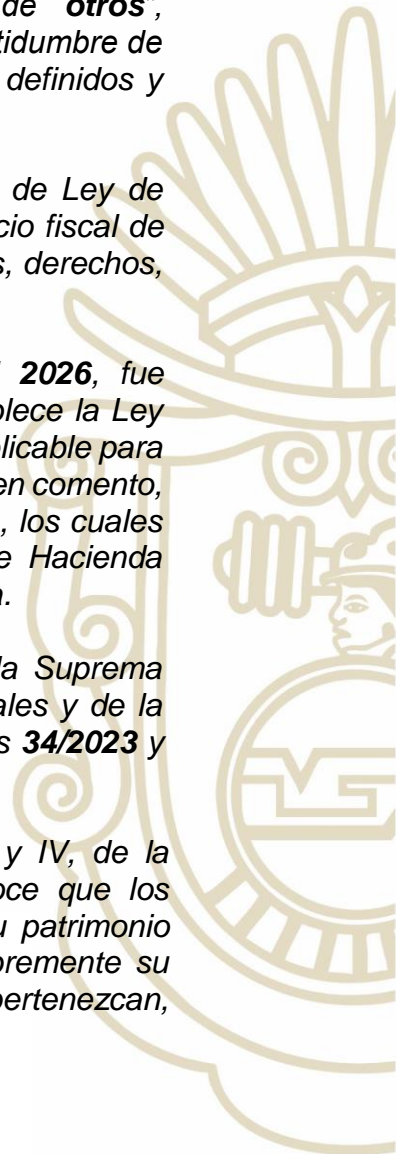 de "otros",
tidumbre de
definidos y
de Ley de
cio fiscal de
s, derechos,
2026, fue
blece la Ley
licable para
en comento,
, los cuales
e Hacienda
a.
la Suprema
ales y de la
s 34/2023 y
y IV, de la
oce que los
u patrimonio
bremente su
pertenezcan,